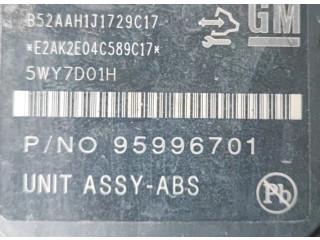 B52AAH1J1729C17
*E2AK2E04C589C17*
5WY7D01H
GM
P/NO 95996701
UNIT ASSY-ABS
Pb